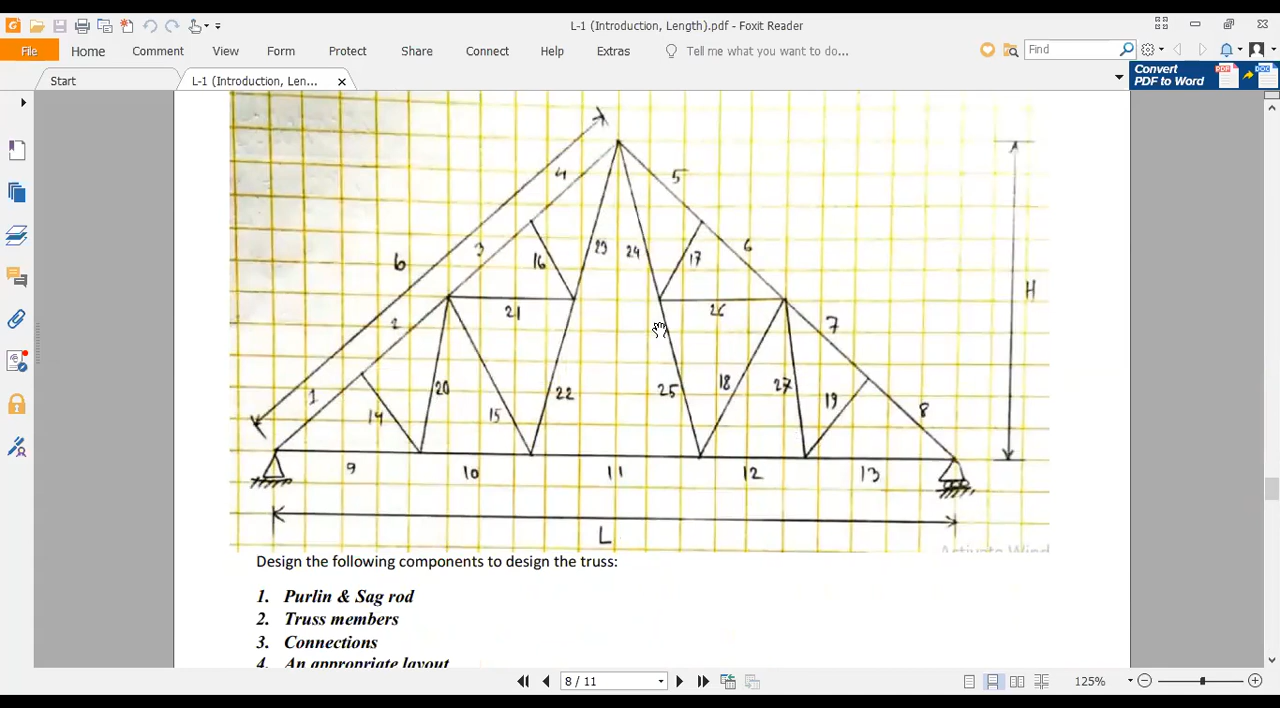 L-1 (Introduction, Length).pdf - Foxit Reader
File Home Comment View Form Protect Share Connect Help Extras Tell me what you want to do... Find
Start L-1 (Introduction, Len... Convert PDF to Word
4 5
b 3 16 23 24 17 6 H
2 21 26 7
1 14 20 15 22 25 18 27 19 8
9 10 11 12 13
L
Design the following components to design the truss:
1. Purlin & Sag rod
2. Truss members
3. Connections
4. An appropriate layout
8 / 11 125%